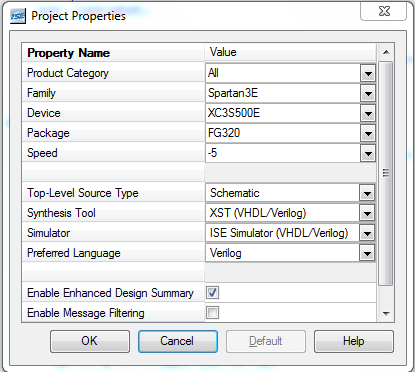 ISE Project Properties
Property Name Value
Product Category All
Family Spartan3E
Device XC3S500E
Package FG320
Speed -5
Top-Level Source Type Schematic
Synthesis Tool XST (VHDL/Verilog)
Simulator ISE Simulator (VHDL/Verilog)
Preferred Language Verilog
Enable Enhanced Design Summary
Enable Message Filtering
OK Cancel Default Help